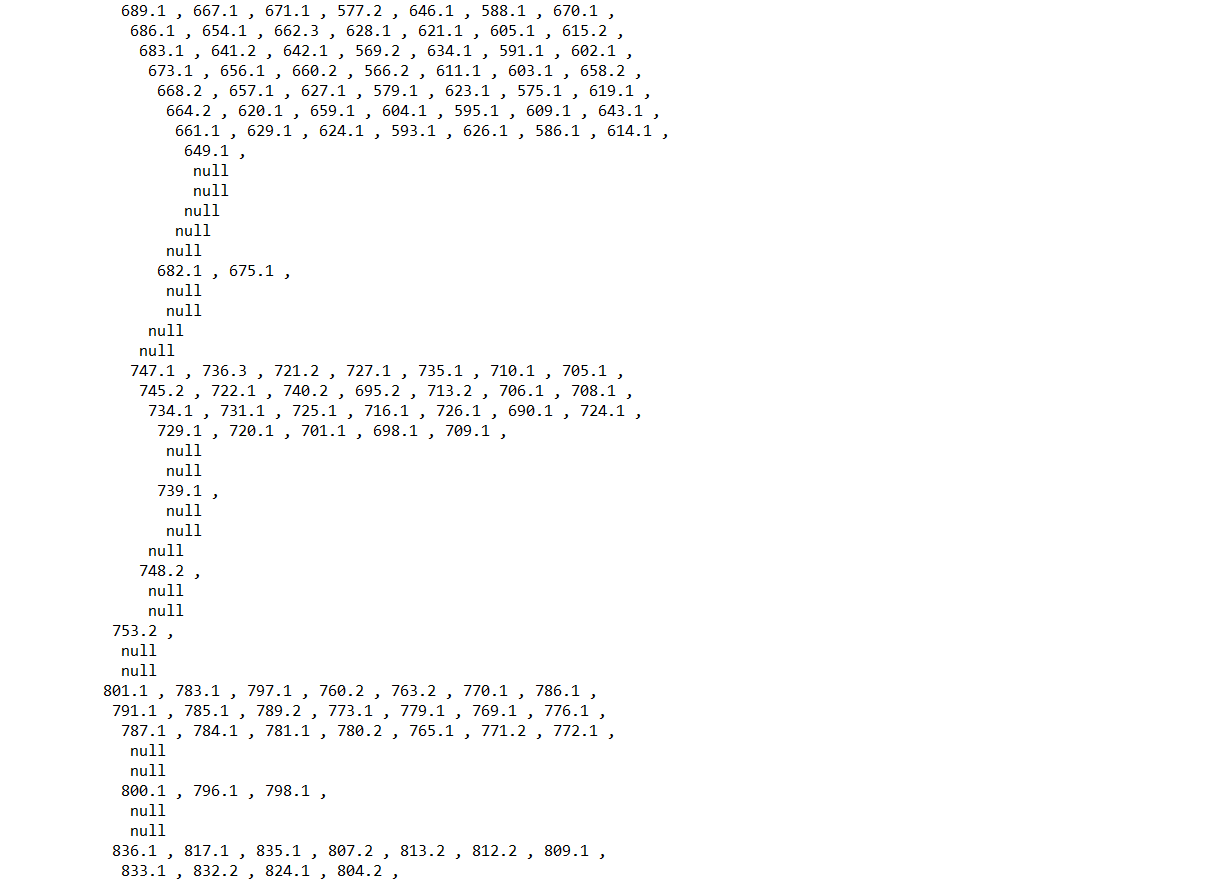 689.1 , 667.1 , 671.1 , 577.2 , 646.1 , 588.1 , 670.1 ,
686.1 , 654.1 , 662.3 , 628.1 , 621.1 , 605.1 , 615.2 ,
683.1 , 641.2 , 642.1 , 569.2 , 634.1 , 591.1 , 602.1 ,
673.1 , 656.1 , 660.2 , 566.2 , 611.1 , 603.1 , 658.2 ,
668.2 , 657.1 , 627.1 , 579.1 , 623.1 , 575.1 , 619.1 ,
664.2 , 620.1 , 659.1 , 604.1 , 595.1 , 609.1 , 643.1 ,
661.1 , 629.1 , 624.1 , 593.1 , 626.1 , 586.1 , 614.1 ,
649.1 ,
null
null
null
null
null
682.1 , 675.1 ,
null
null
null
null
747.1 , 736.3 , 721.2 , 727.1 , 735.1 , 710.1 , 705.1 ,
745.2 , 722.1 , 740.2 , 695.2 , 713.2 , 706.1 , 708.1 ,
734.1 , 731.1 , 725.1 , 716.1 , 726.1 , 690.1 , 724.1 ,
729.1 , 720.1 , 701.1 , 698.1 , 709.1 ,
null
null
739.1 ,
null
null
null
748.2 ,
null
null
753.2 ,
null
null
801.1 , 783.1 , 797.1 , 760.2 , 763.2 , 770.1 , 786.1 ,
791.1 , 785.1 , 789.2 , 773.1 , 779.1 , 769.1 , 776.1 ,
787.1 , 784.1 , 781.1 , 780.2 , 765.1 , 771.2 , 772.1 ,
null
null
800.1 , 796.1 , 798.1 ,
null
null
836.1 , 817.1 , 835.1 , 807.2 , 813.2 , 812.2 , 809.1 ,
833.1 , 832.2 , 824.1 , 804.2 ,